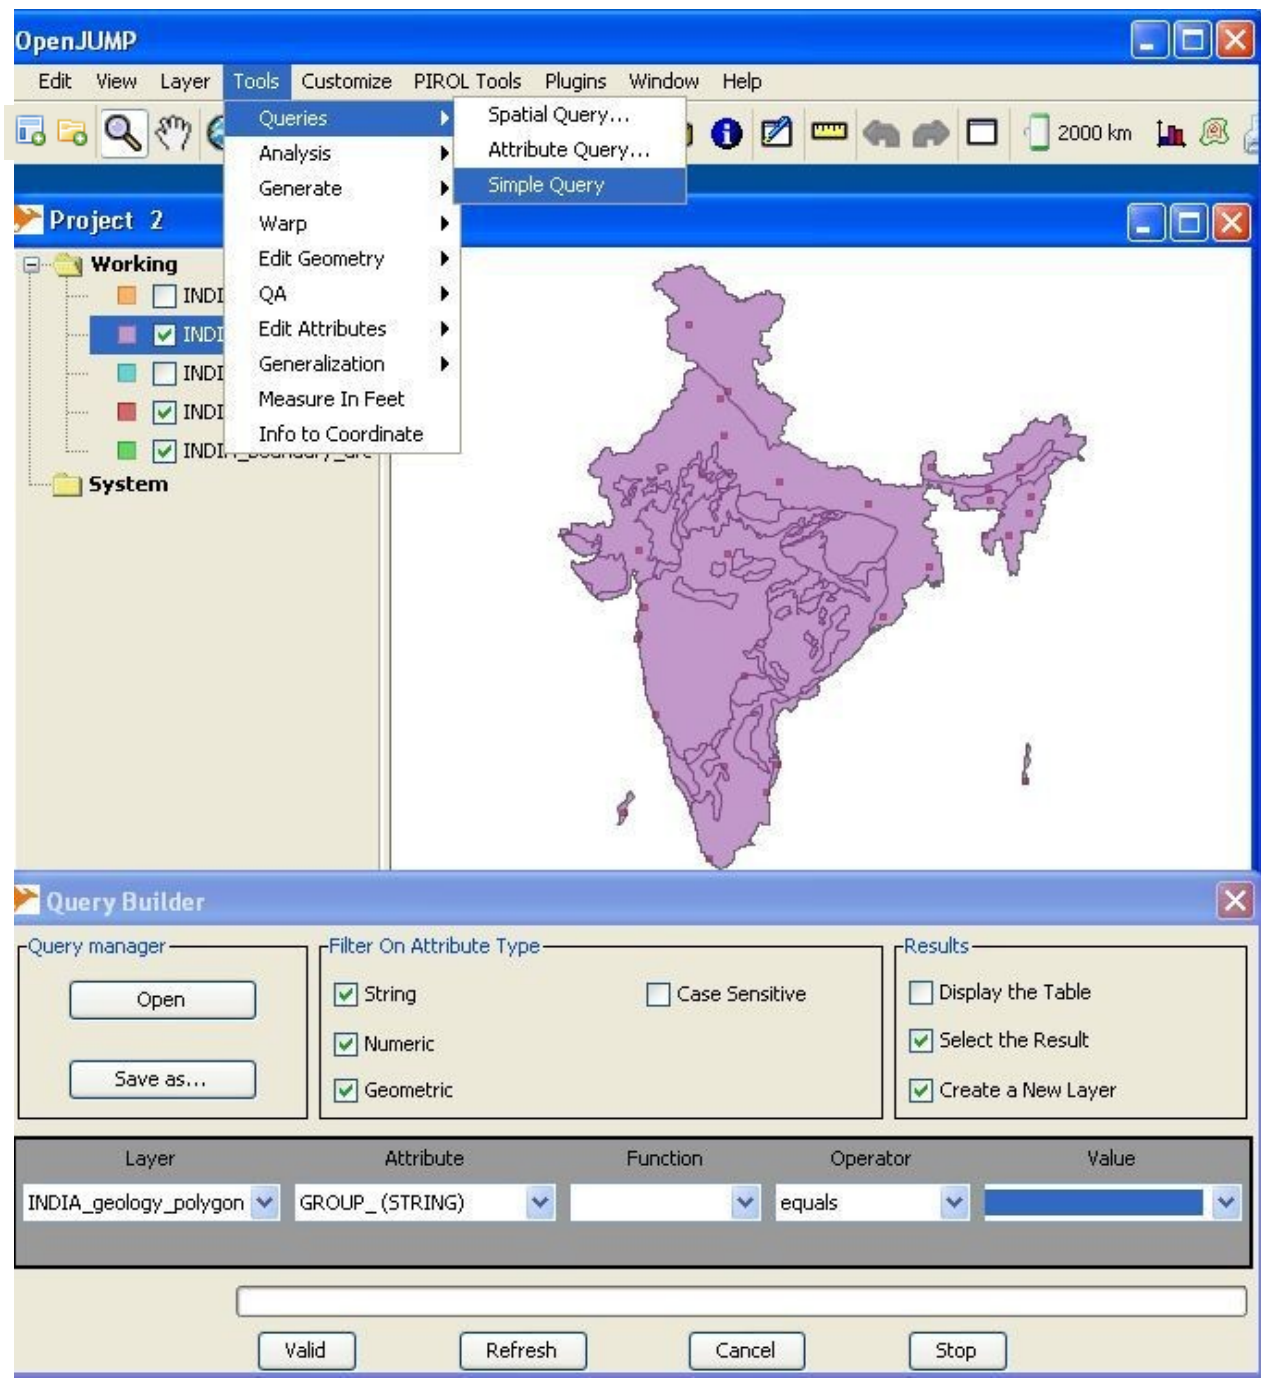 OpenJUMP
Edit View Layer Tools Customize PIROL Tools Plugins Window Help
Queries
Spatial Query...
2000 km
Analysis
Attribute Query...
Generate
Simple Query
Project 2
Warp
Working
Edit Geometry
INDI
QA
INDI
Edit Attributes
INDI
Generalization
INDI
Measure In Feet
Info to Coordinate
System
Query Builder
Query manager
Filter On Attribute Type
Results
Open
String
Case Sensitive
Display the Table
Numeric
Select the Result
Save as...
Geometric
Create a New Layer
Layer Attribute Function Operator Value
INDIA_geology_polygon GROUP_ (STRING) equals
Valid Refresh Cancel Stop